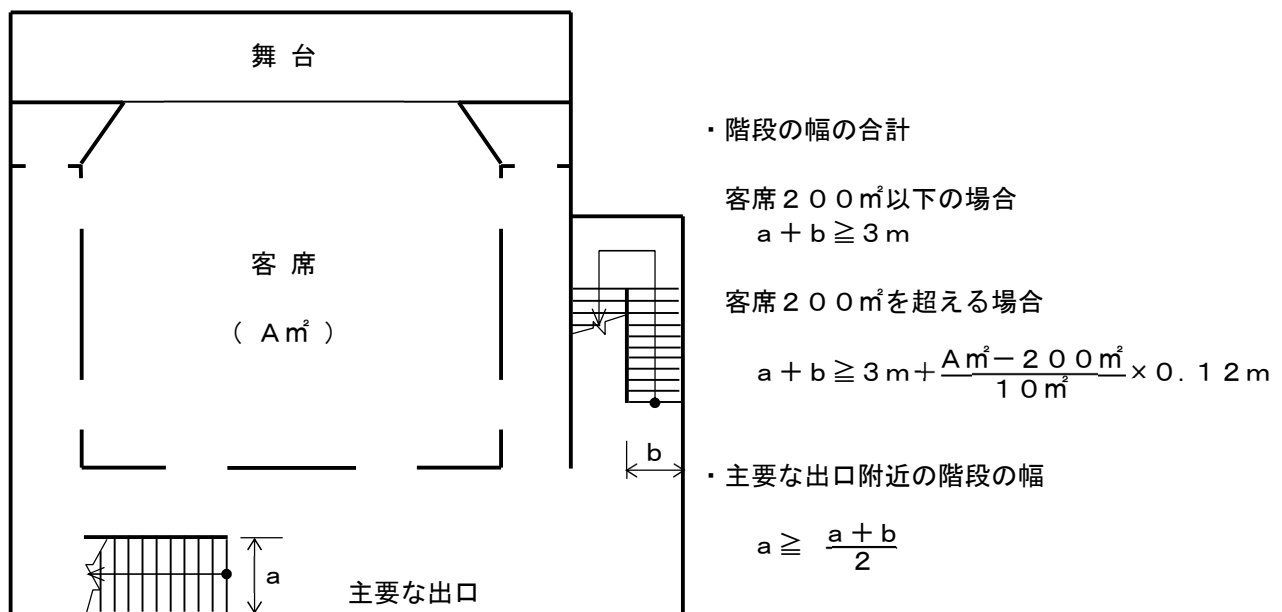 舞 台
客 席
（ Ａ㎡ ）
ｂ
ａ
主要な出口
・階段の幅の合計
客席２００㎡以下の場合
ａ＋ｂ≧３ｍ
客席２００㎡を超える場合
ａ＋ｂ≧３ｍ＋Ａ㎡－２００㎡/１０㎡×０．１２ｍ
・主要な出口附近の階段の幅
ａ≧ ａ＋ｂ/２